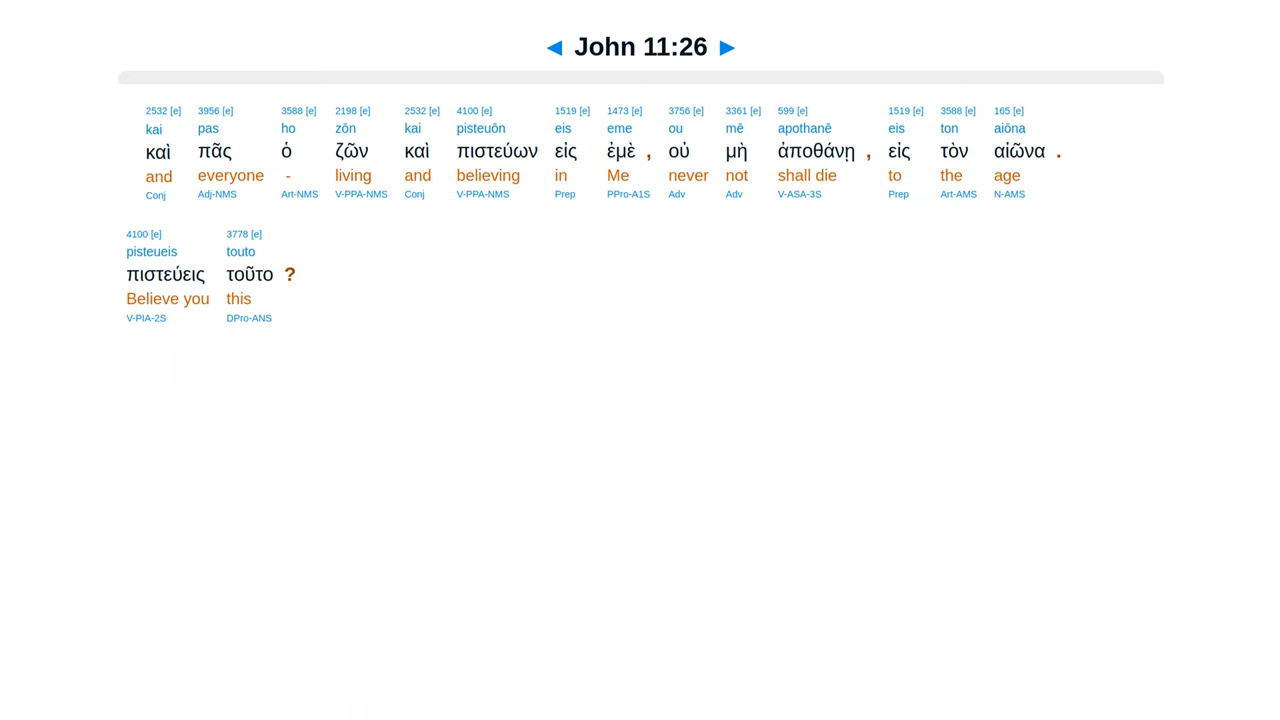 ◄ John 11:26 ►
2532 [e] 3956 [e] 3588 [e] 2198 [e] 2532 [e] 4100 [e] 1519 [e] 1473 [e] 3756 [e] 3361 [e] 599 [e] 1519 [e] 3588 [e] 165 [e]
kai pas ho zōn kai pisteuōn eis eme ou mē apothanē eis ton aiōna
καὶ πᾶς ὁ ζῶν καὶ πιστεύων εἰς ἐμὲ , οὐ μὴ ἀποθάνῃ , εἰς τὸν αἰῶνα .
and everyone - living and believing in Me never not shall die to the age
Conj Adj-NMS Art-NMS V-PPA-NMS Conj V-PPA-NMS Prep PPro-A1S Adv Adv V-ASA-3S Prep Art-AMS N-AMS
4100 [e] 3778 [e]
pisteueis touto
πιστεύεις τοῦτο ?
Believe you this
V-PIA-2S DPro-ANS